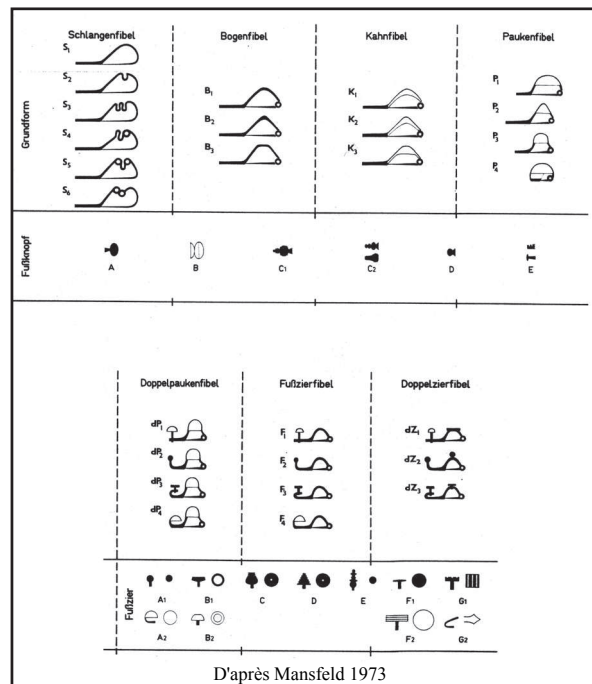 Schlangenfibel Bogenfibel Kahnfibel Paukenfibel
Grundform
S1
S2
S3
S4
S5
S6
B1
B2
B3
K1
K2
K3
P1
P2
P3
P4
Fußknopf
A B C1 C2 D E
Doppelpaukenfibel Fußzierfibel Doppelzierfibel
dP1
dP2
dP3
dP4
F1
F2
F3
F4
dZ1
dZ2
dZ3
Fußzier
A1 B1 C D E F1 G1
A2 B2 F2 G2
D'après Mansfeld 1973